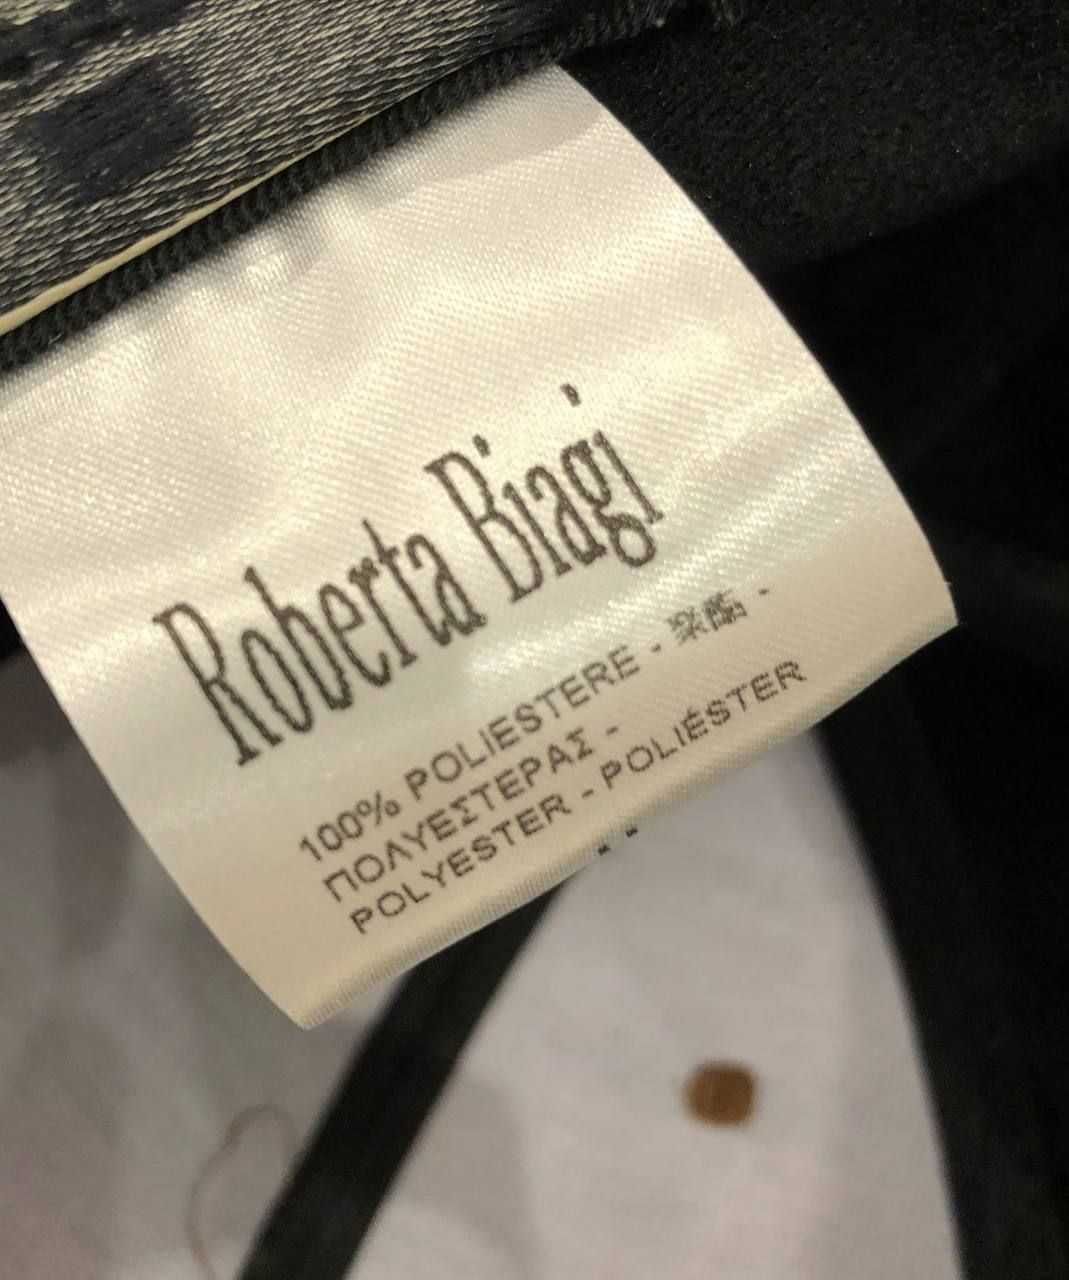 Roberta Biagi
100% POLIESTERE - 聚酯 -
ΠΟΛΥΕΣΤΕΡΑΣ -
POLYESTER - POLIÉSTER